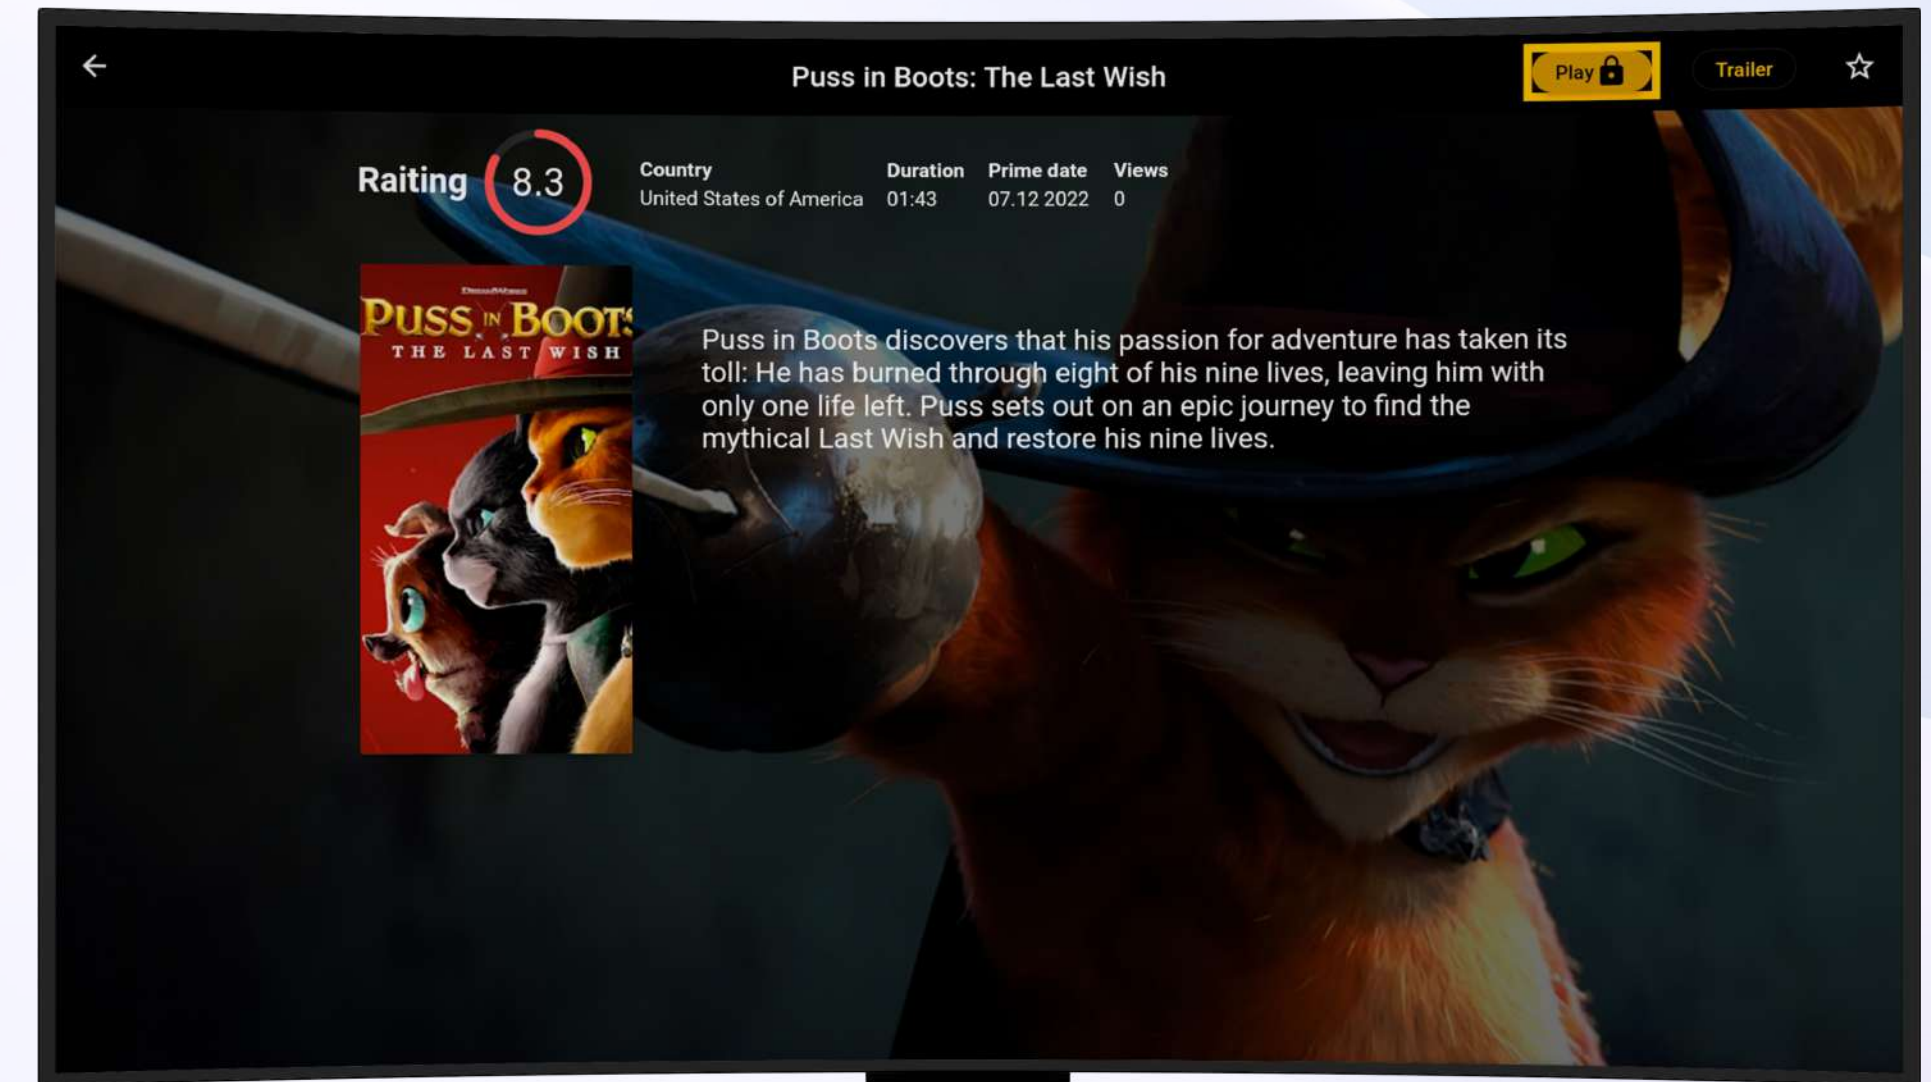 Puss in Boots: The Last Wish
Play
Trailer
Raiting
8.3
Country
United States of America
Duration
01:43
Prime date
07.12 2022
Views
0
PUSS IN BOOTS
THE LAST WISH
Puss in Boots discovers that his passion for adventure has taken its
toll: He has burned through eight of his nine lives, leaving him with
only one life left. Puss sets out on an epic journey to find the
mythical Last Wish and restore his nine lives.